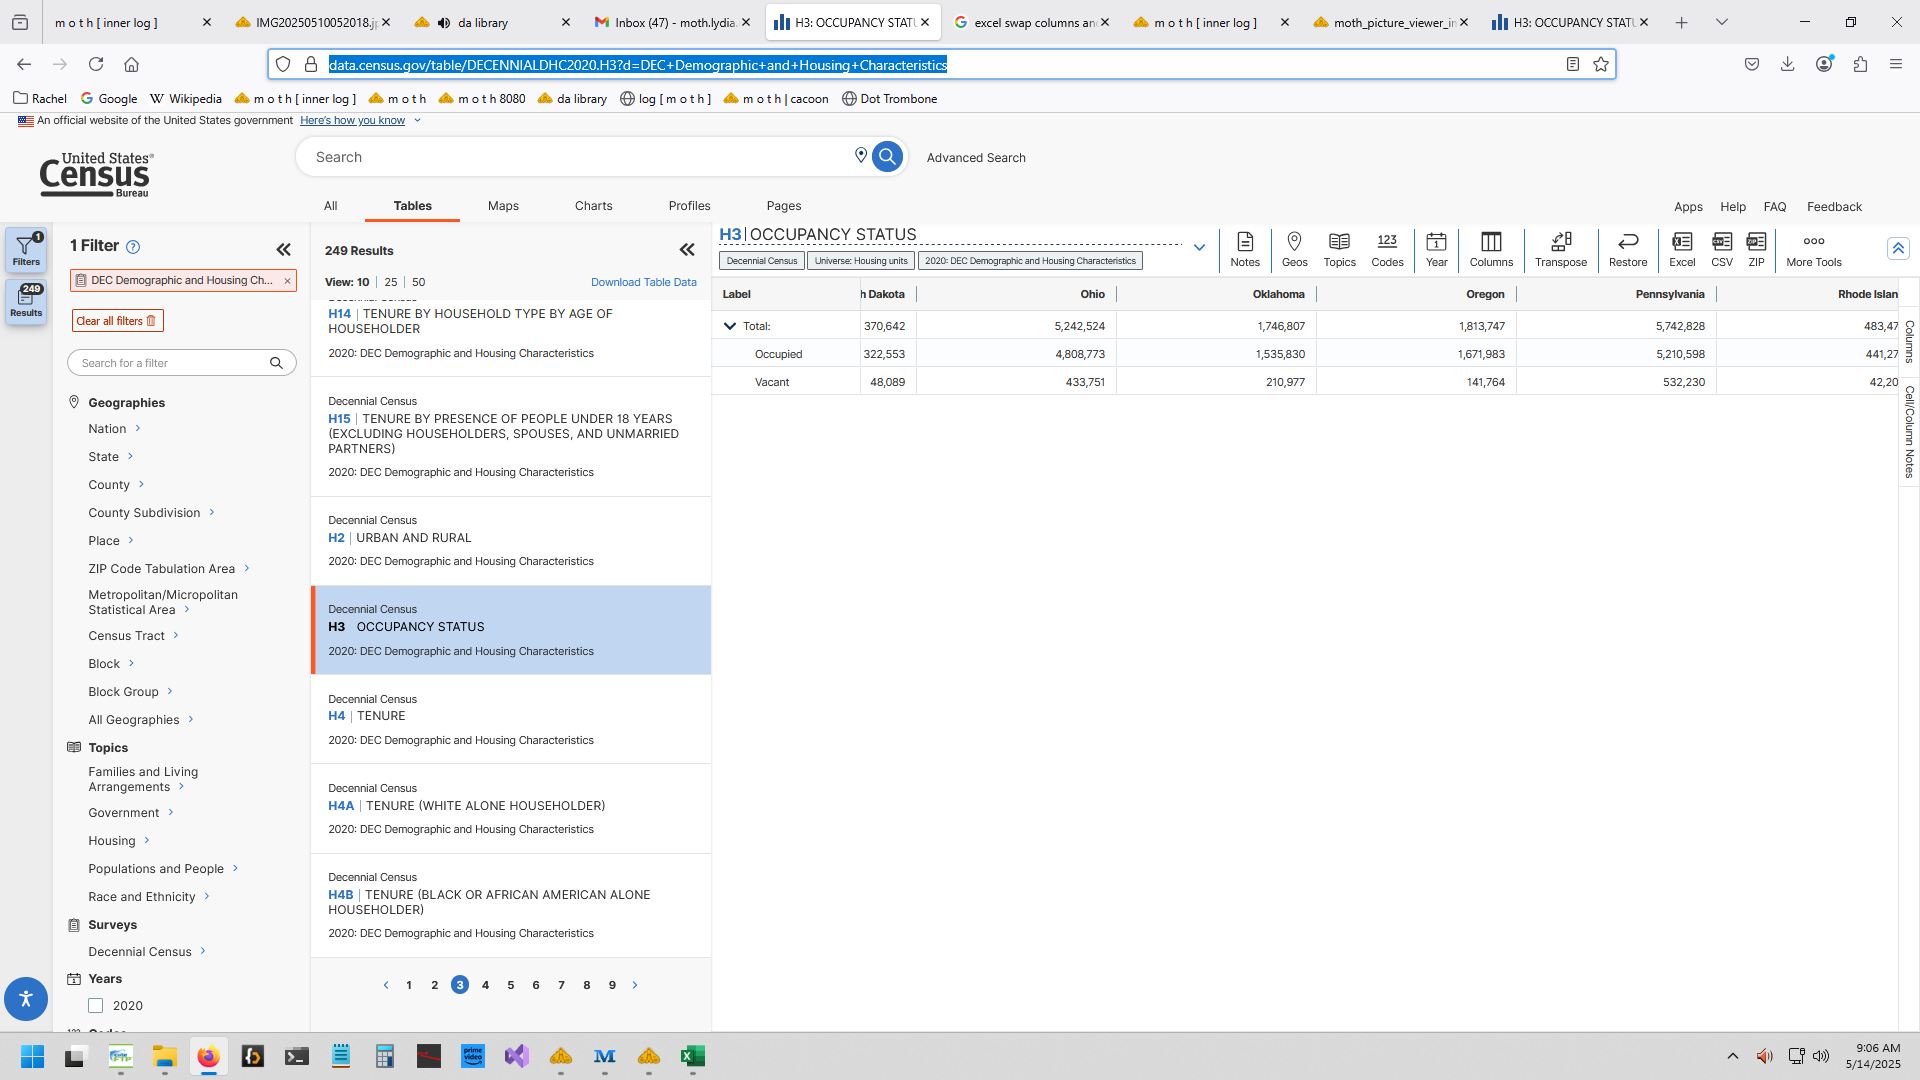 m o t h [ inner log ]
IMG20250510052018.jp
da library
Inbox (47) - moth.lydia.
H3: OCCUPANCY STATU
excel swap columns and
m o t h [ inner log ]
moth_picture_viewer_in
H3: OCCUPANCY STATU
data.census.gov/table/DECENNIALDHC2020.H3?d=DEC+Demographic+and+Housing+Characteristics
Rachel
Google
Wikipedia
m o t h [ inner log ]
m o t h
m o t h 8080
da library
log [ m o t h ]
m o t h | cacoon
Dot Trombone
An official website of the United States government Here's how you know
United States®
Census
Bureau
Search
Advanced Search
All
Tables
Maps
Charts
Profiles
Pages
Apps
Help
FAQ
Feedback
1
Filters
249
Results
1 Filter
DEC Demographic and Housing Ch... ×
Clear all filters
Search for a filter
Geographies
Nation
State
County
County Subdivision
Place
ZIP Code Tabulation Area
Metropolitan/Micropolitan
Statistical Area
Census Tract
Block
Block Group
All Geographies
Topics
Families and Living
Arrangements
Government
Housing
Populations and People
Race and Ethnicity
Surveys
Decennial Census
Years
2020
249 Results
View: 10 | 25 | 50
Download Table Data
H14 | TENURE BY HOUSEHOLD TYPE BY AGE OF
HOUSEHOLDER
2020: DEC Demographic and Housing Characteristics
Decennial Census
H15 | TENURE BY PRESENCE OF PEOPLE UNDER 18 YEARS
(EXCLUDING HOUSEHOLDERS, SPOUSES, AND UNMARRIED
PARTNERS)
2020: DEC Demographic and Housing Characteristics
Decennial Census
H2 | URBAN AND RURAL
2020: DEC Demographic and Housing Characteristics
Decennial Census
H3 OCCUPANCY STATUS
2020: DEC Demographic and Housing Characteristics
Decennial Census
H4 | TENURE
2020: DEC Demographic and Housing Characteristics
Decennial Census
H4A | TENURE (WHITE ALONE HOUSEHOLDER)
2020: DEC Demographic and Housing Characteristics
Decennial Census
H4B | TENURE (BLACK OR AFRICAN AMERICAN ALONE
HOUSEHOLDER)
2020: DEC Demographic and Housing Characteristics
1 2 3 4 5 6 7 8 9
H3 | OCCUPANCY STATUS
Decennial Census
Universe: Housing units
2020: DEC Demographic and Housing Characteristics
Notes
Geos
Topics
123
Codes
1
Year
Columns
Transpose
Restore
Excel
CSV
ZIP
More Tools
Label h Dakota Ohio Oklahoma Oregon Pennsylvania Rhode Islan
Total: 370,642 5,242,524 1,746,807 1,813,747 5,742,828 483,47
Occupied 322,553 4,808,773 1,535,830 1,671,983 5,210,598 441,27
Vacant 48,089 433,751 210,977 141,764 532,230 42,20
Columns
Cell/Column Notes
prime
video
9:06 AM
5/14/2025